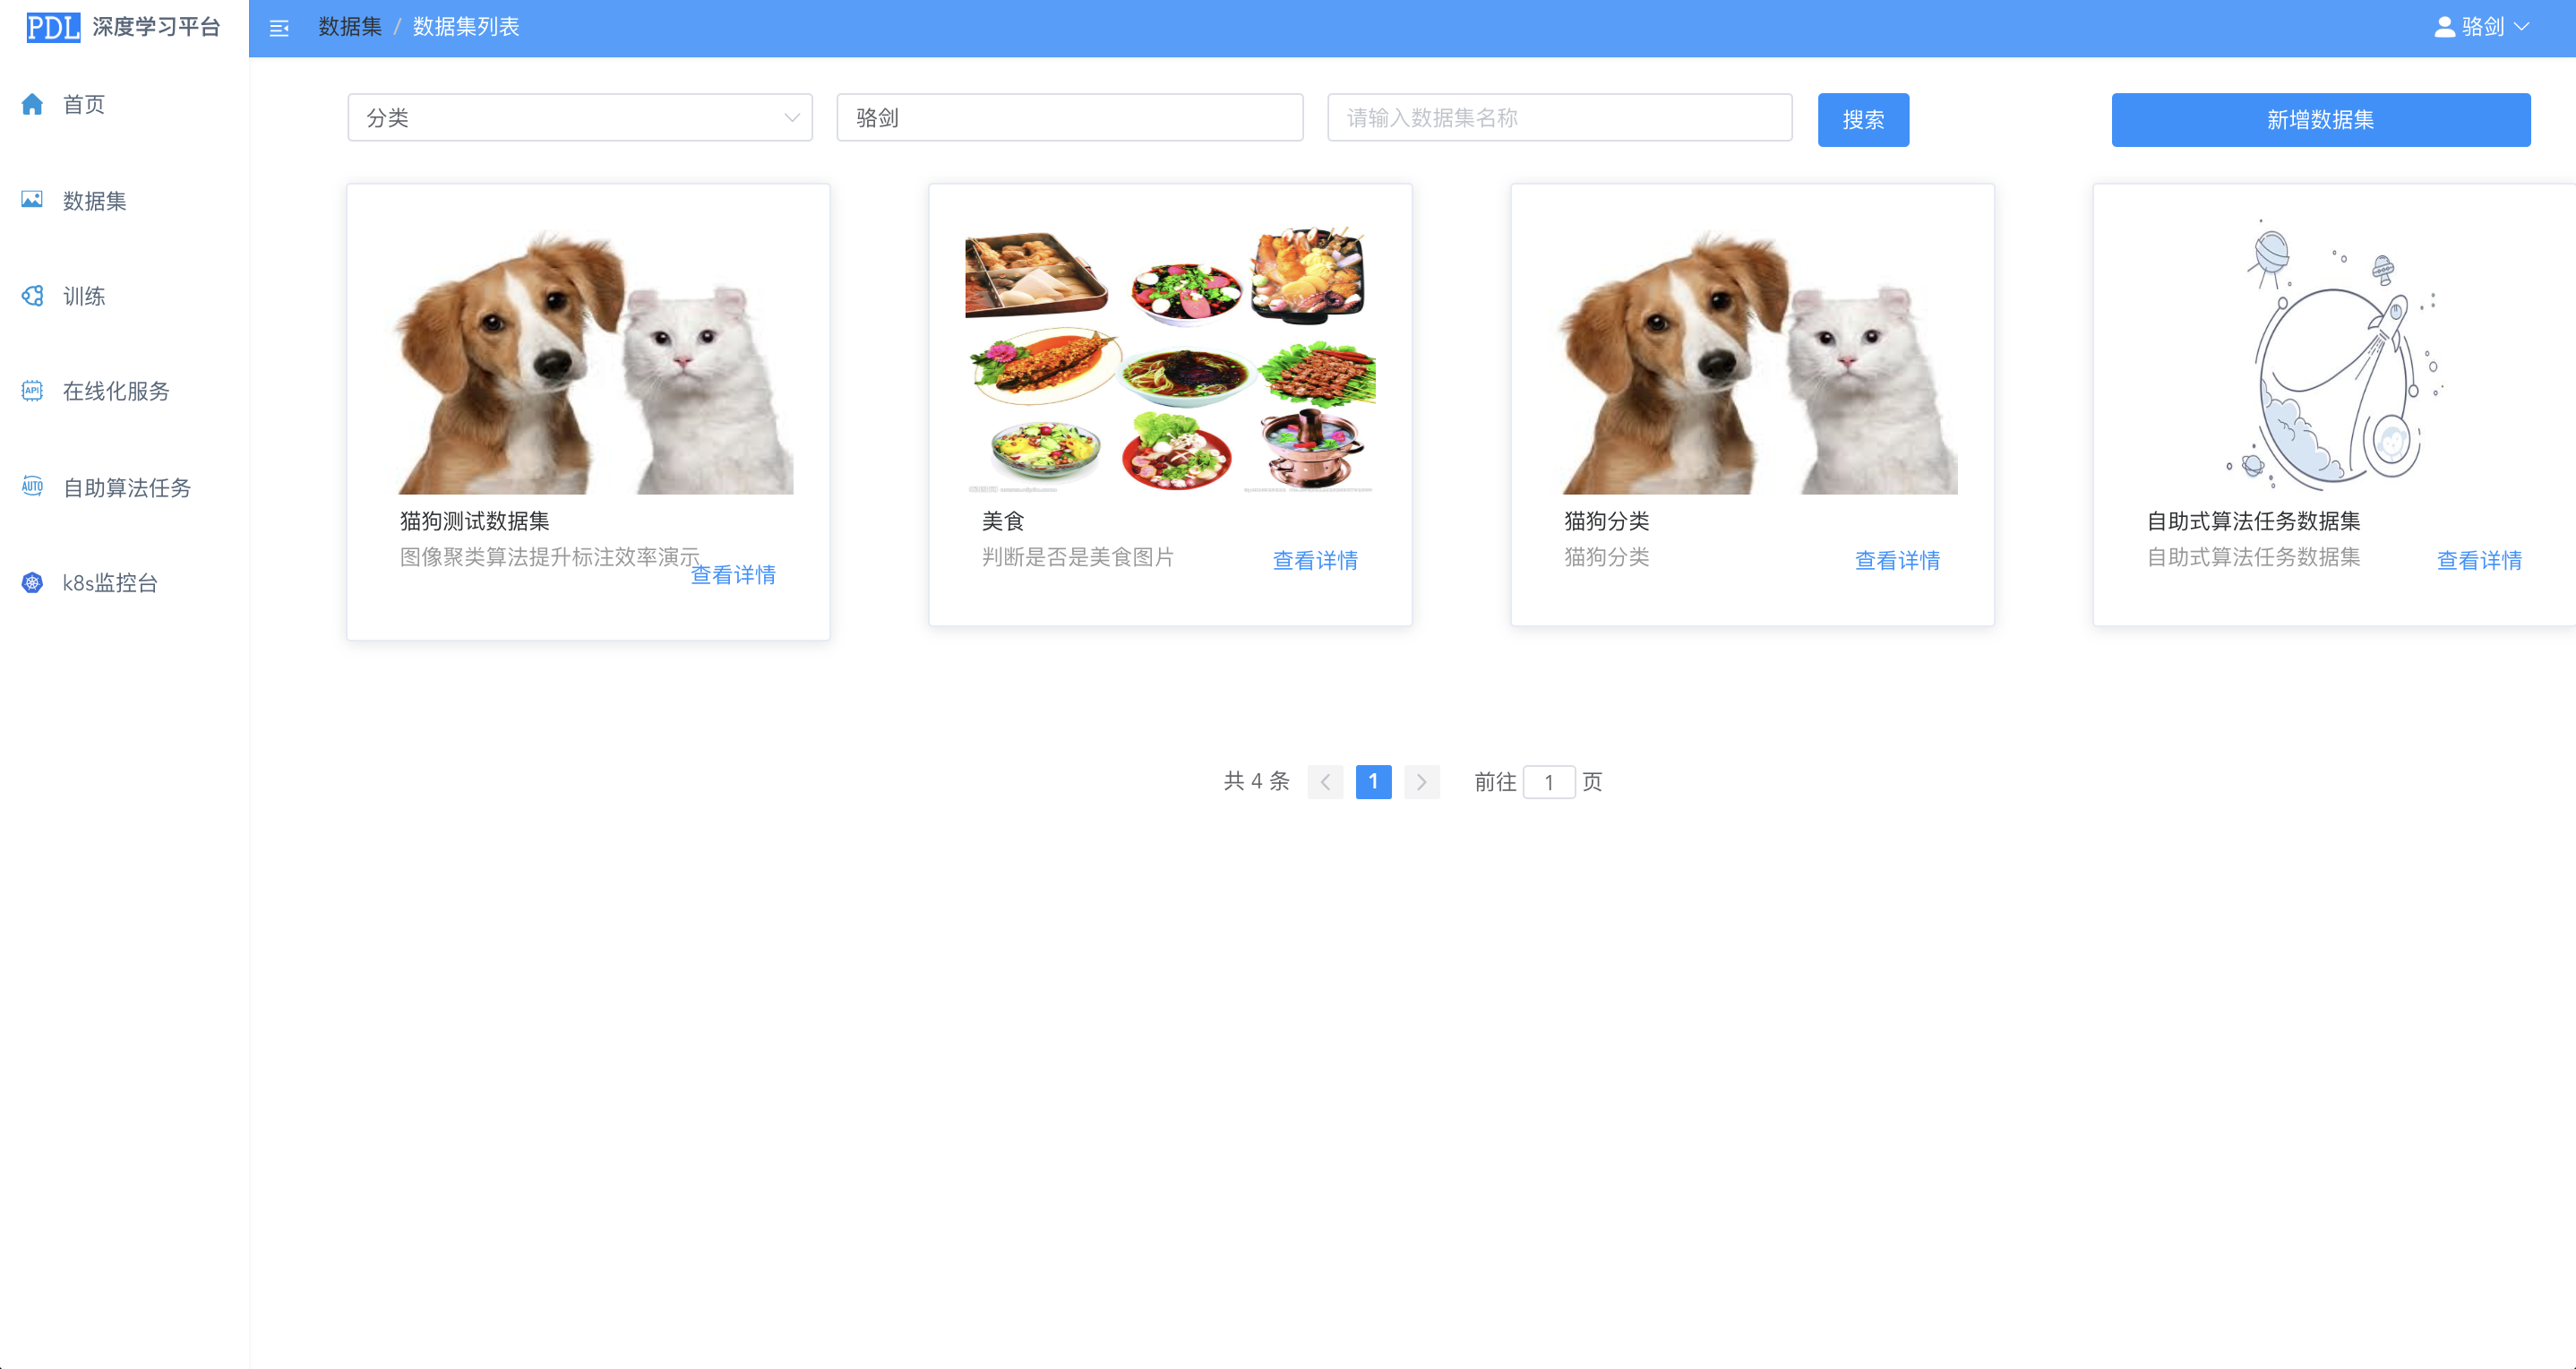 PDL 深度学习平台
数据集 / 数据集列表
骆剑
首页
数据集
训练
API
在线化服务
AUTO
自助算法任务
k8s监控台
分类
骆剑
请输入数据集名称
搜索
新增数据集
猫狗测试数据集
图像聚类算法提升标注效率演示
查看详情
美食
判断是否是美食图片
查看详情
猫狗分类
猫狗分类
查看详情
自助式算法任务数据集
自助式算法任务数据集
查看详情
共 4 条
1
前往 1 页